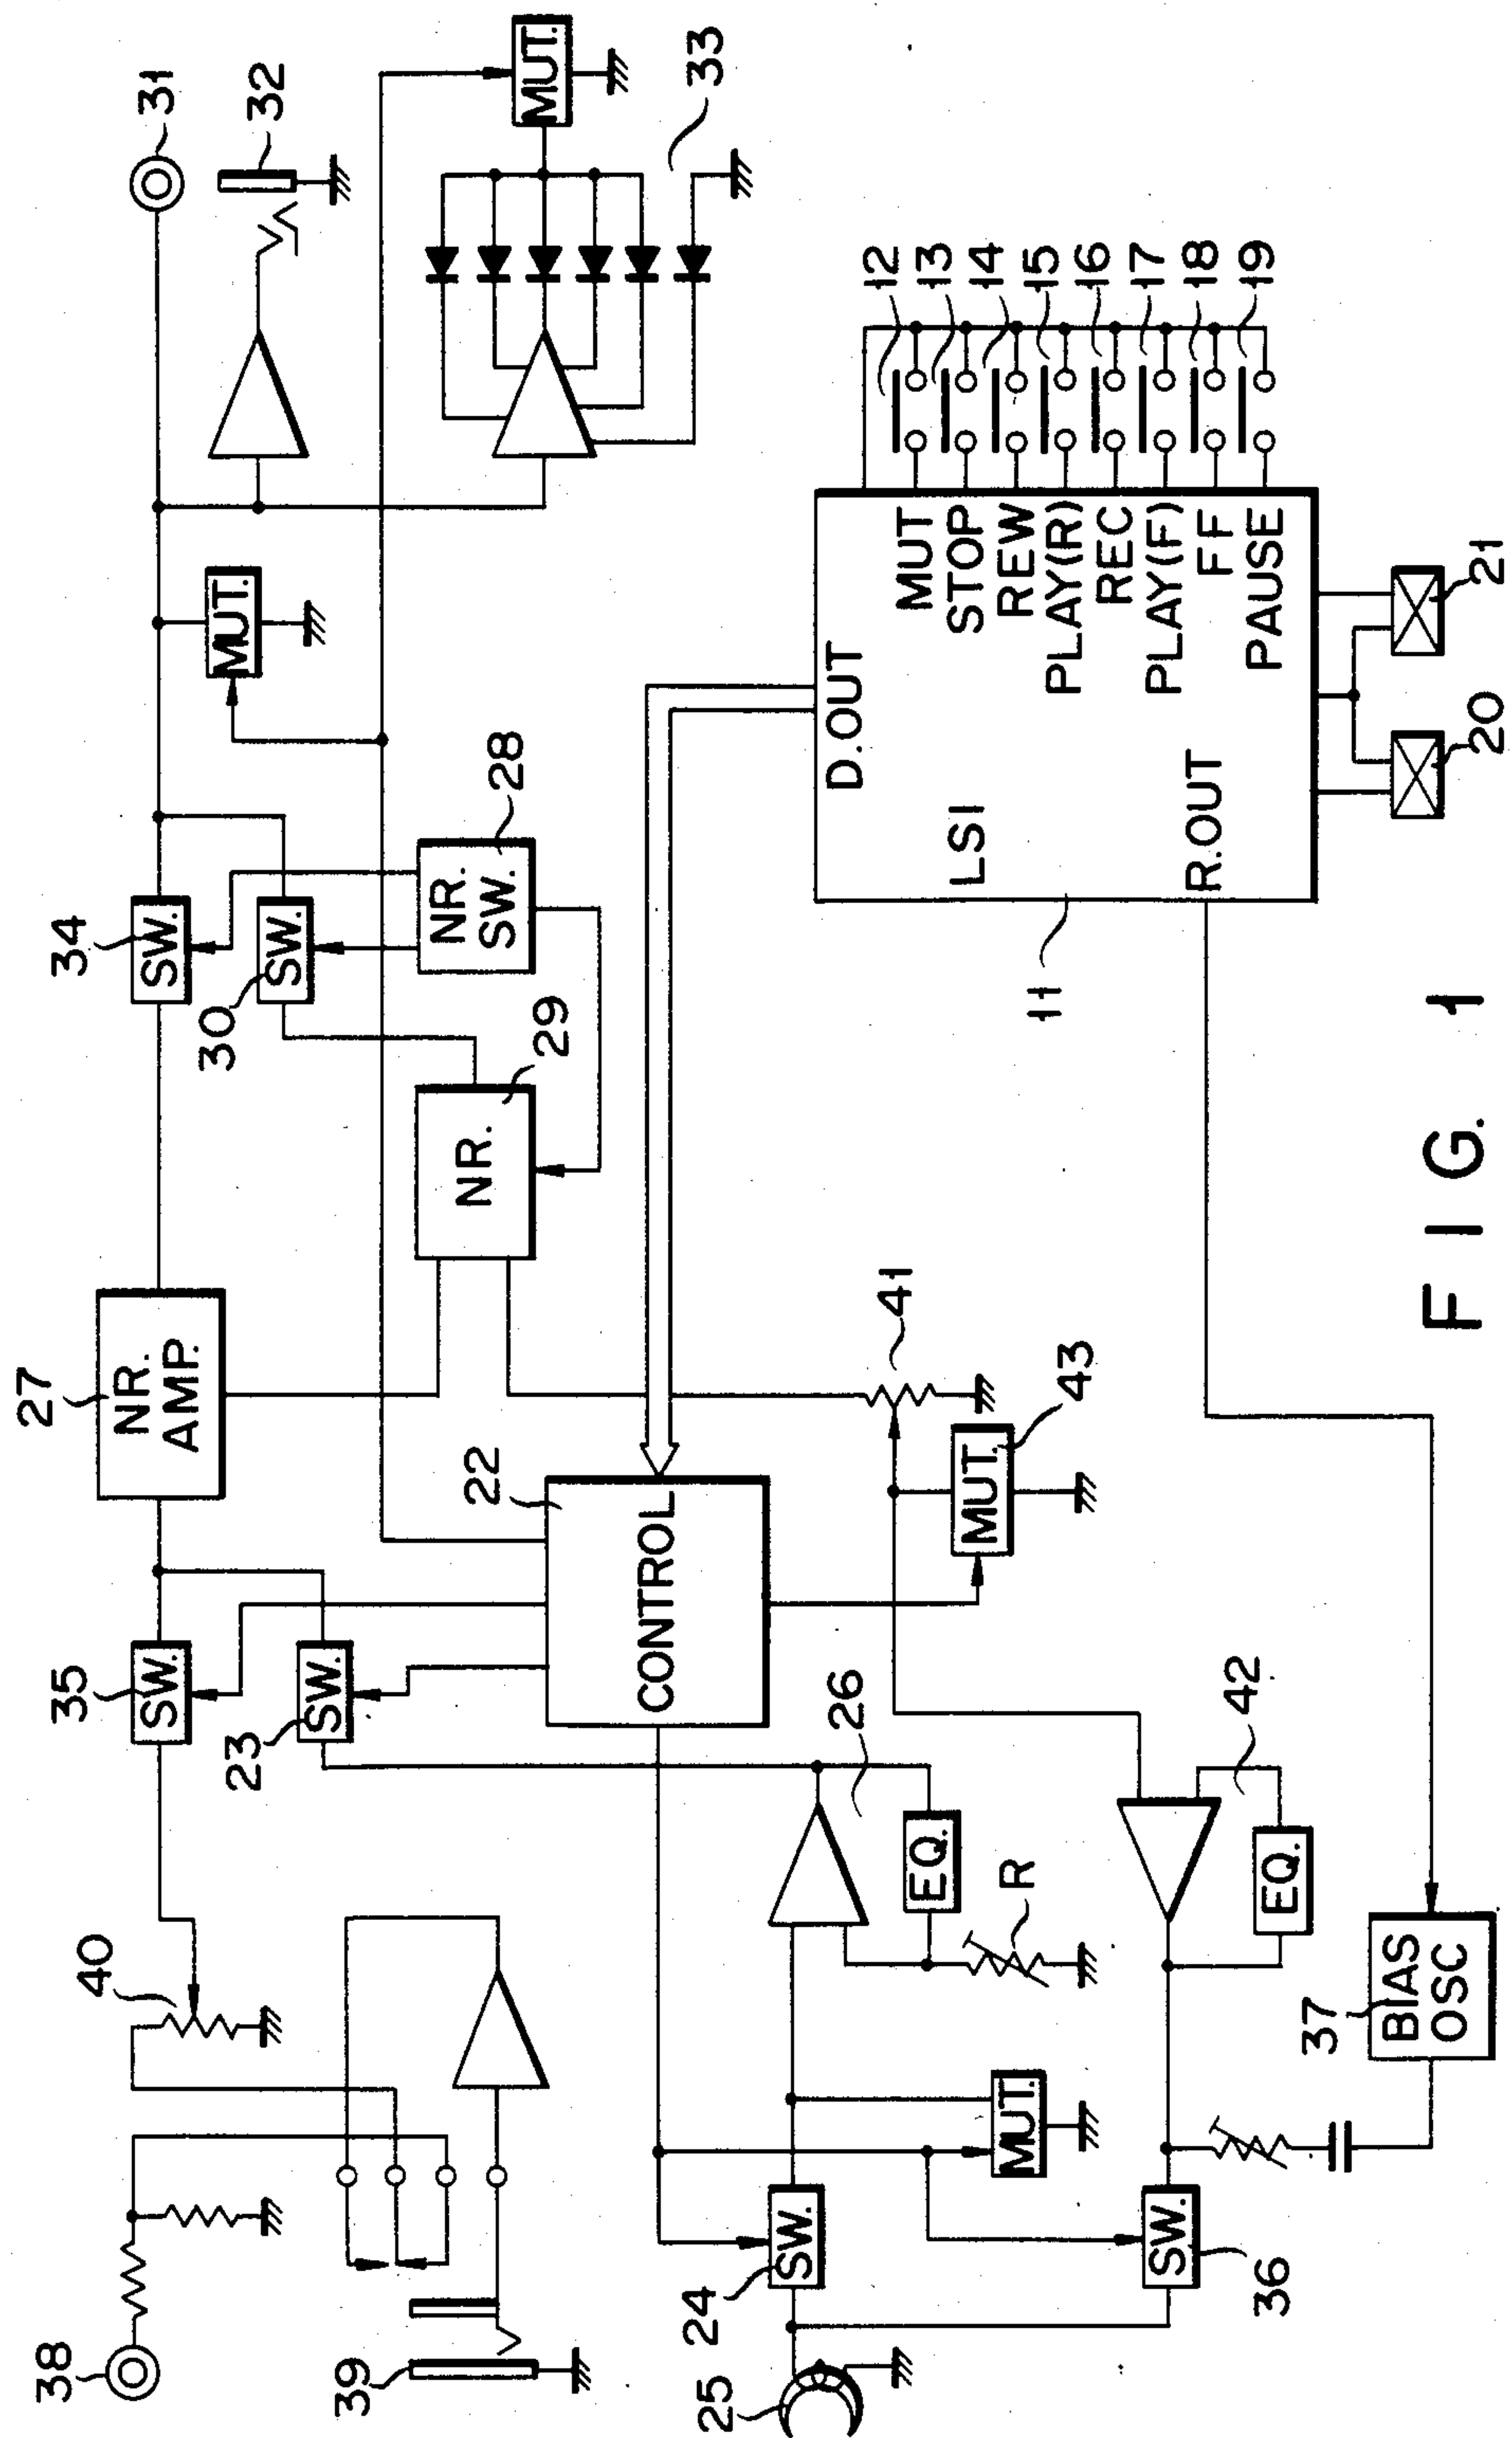 38
40
35
SW.
27
NR.
AMP.
34
SW.
31
32
39
23
SW.
30
SW.
MUT.
MUT.
33
22
CONTROL
29
NR.
28
NR.
SW.
25
24
SW.
MUT.
26
EQ.
R
41
MUT.
43
11
LSI
D.OUT
R.OUT
MUT
STOP
REW
PLAY(R)
REC
PLAY(F)
FF
PAUSE
12
13
14
15
16
17
18
19
20
21
36
SW.
42
EQ.
37
BIAS
OSC
FIG. 1